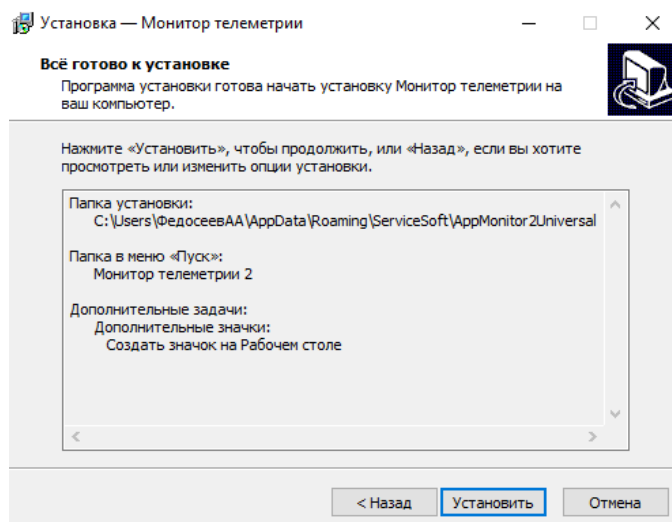 Установка — Монитор телеметрии
Всё готово к установке
Программа установки готова начать установку Монитор телеметрии на
ваш компьютер.
Нажмите «Установить», чтобы продолжить, или «Назад», если вы хотите
просмотреть или изменить опции установки.
Папка установки:
C:\Users\ФедосеевАА\AppData\Roaming\ServiceSoft\AppMonitor2Universal
Папка в меню «Пуск»:
Монитор телеметрии 2
Дополнительные задачи:
Дополнительные значки:
Создать значок на Рабочем столе
< Назад Установить Отмена